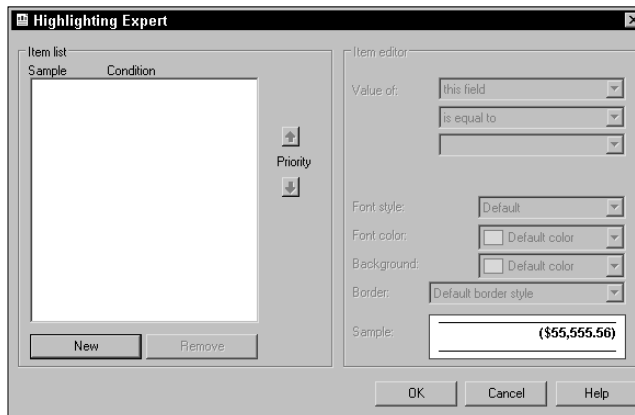 Highlighting Expert
Item list
Sample Condition
Priority
New Remove
Item editor
Value of: this field
is equal to
Font style: Default
Font color: Default color
Background: Default color
Border: Default border style
Sample: ($55,555.56)
OK Cancel Help